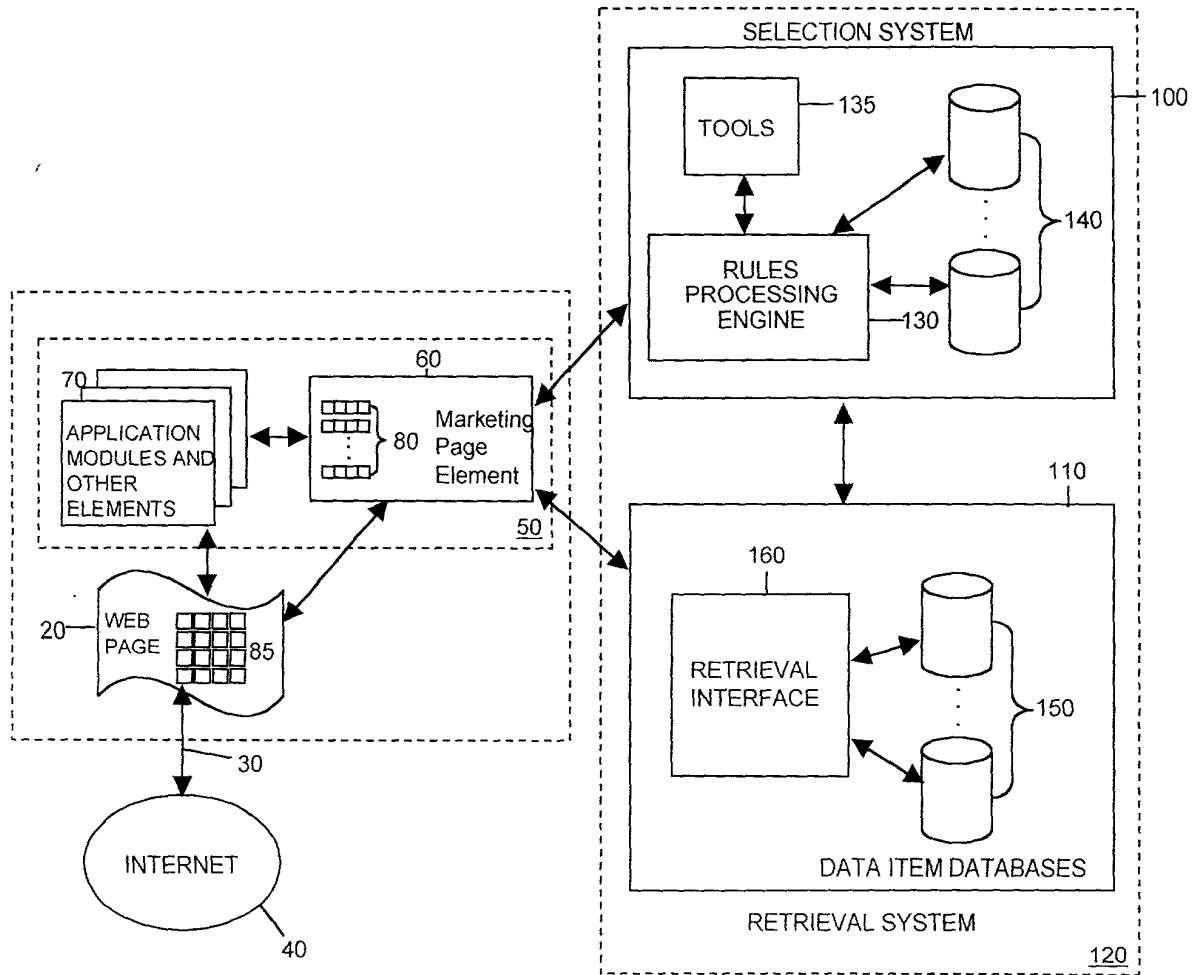 SELECTION SYSTEM
100
TOOLS
135
140
RULES
PROCESSING
ENGINE
130
60
70
APPLICATION
MODULES AND
OTHER
ELEMENTS
80
Marketing
Page
Element
50
110
20
WEB
PAGE
85
160
RETRIEVAL
INTERFACE
150
30
INTERNET
40
DATA ITEM DATABASES
RETRIEVAL SYSTEM
120